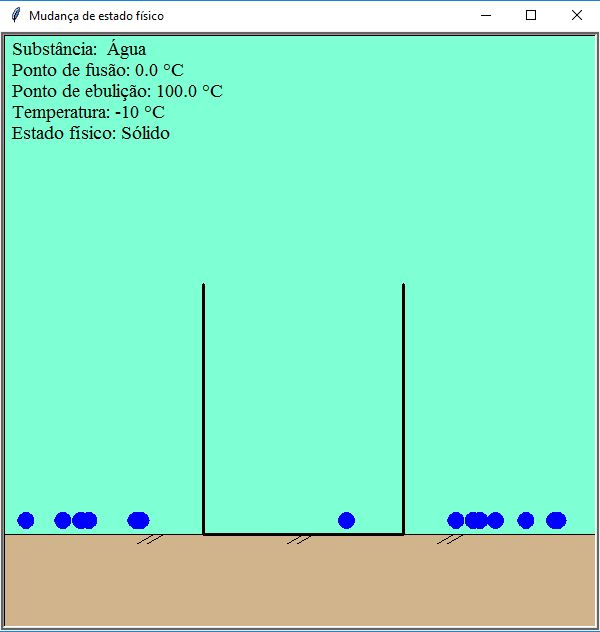 Mudança de estado físico
Substância: Água
Ponto de fusão: 0.0 °C
Ponto de ebulição: 100.0 °C
Temperatura: -10 °C
Estado físico: Sólido